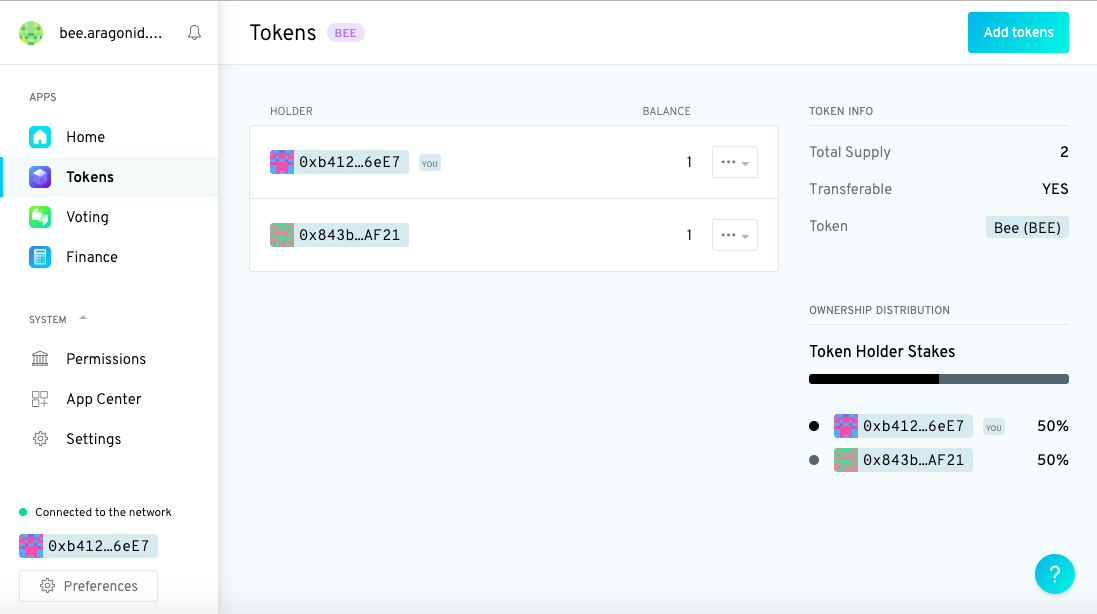 bee.aragonid....
Tokens BEE
Add tokens
APPS
Home
Tokens
Voting
Finance
SYSTEM
Permissions
App Center
Settings
Connected to the network
0xb412…6eE7
Preferences
HOLDER BALANCE
0xb412…6eE7 YOU 1
0x843b…AF21 1
TOKEN INFO
Total Supply 2
Transferable YES
Token Bee (BEE)
OWNERSHIP DISTRIBUTION
Token Holder Stakes
0xb412…6eE7 YOU 50%
0x843b…AF21 50%
?